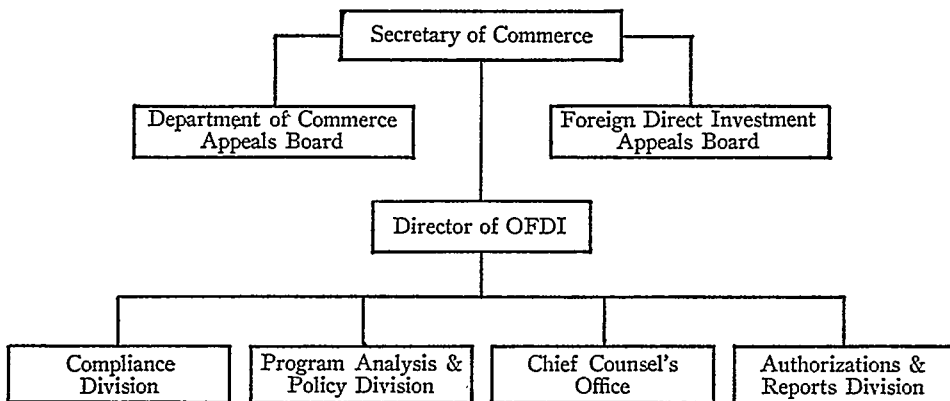 Secretary of Commerce
Department of Commerce
Appeals Board
Foreign Direct Investment
Appeals Board
Director of OFDI
Compliance
Division
Program Analysis &
Policy Division
Chief Counsel's
Office
Authorizations &
Reports Division